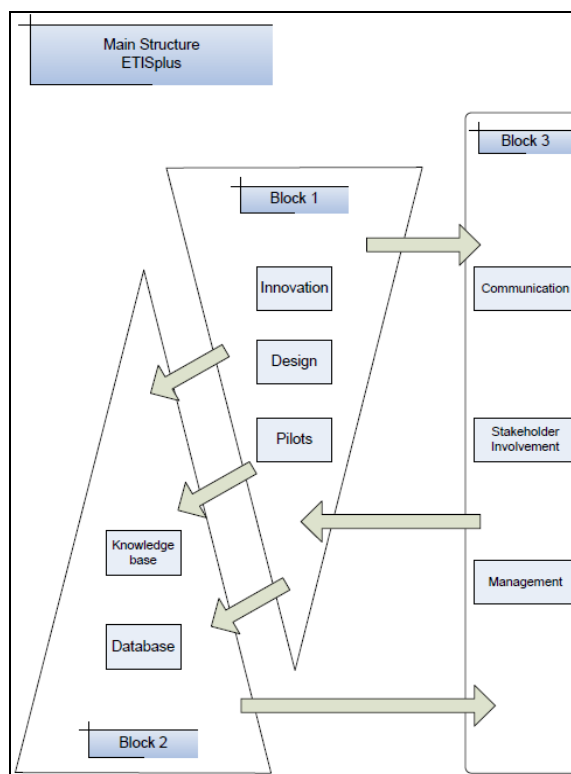 Main Structure
ETISplus
Block 1
Innovation
Design
Pilots
Knowledge
base
Database
Block 2
Block 3
Communication
Stakeholder
Involvement
Management